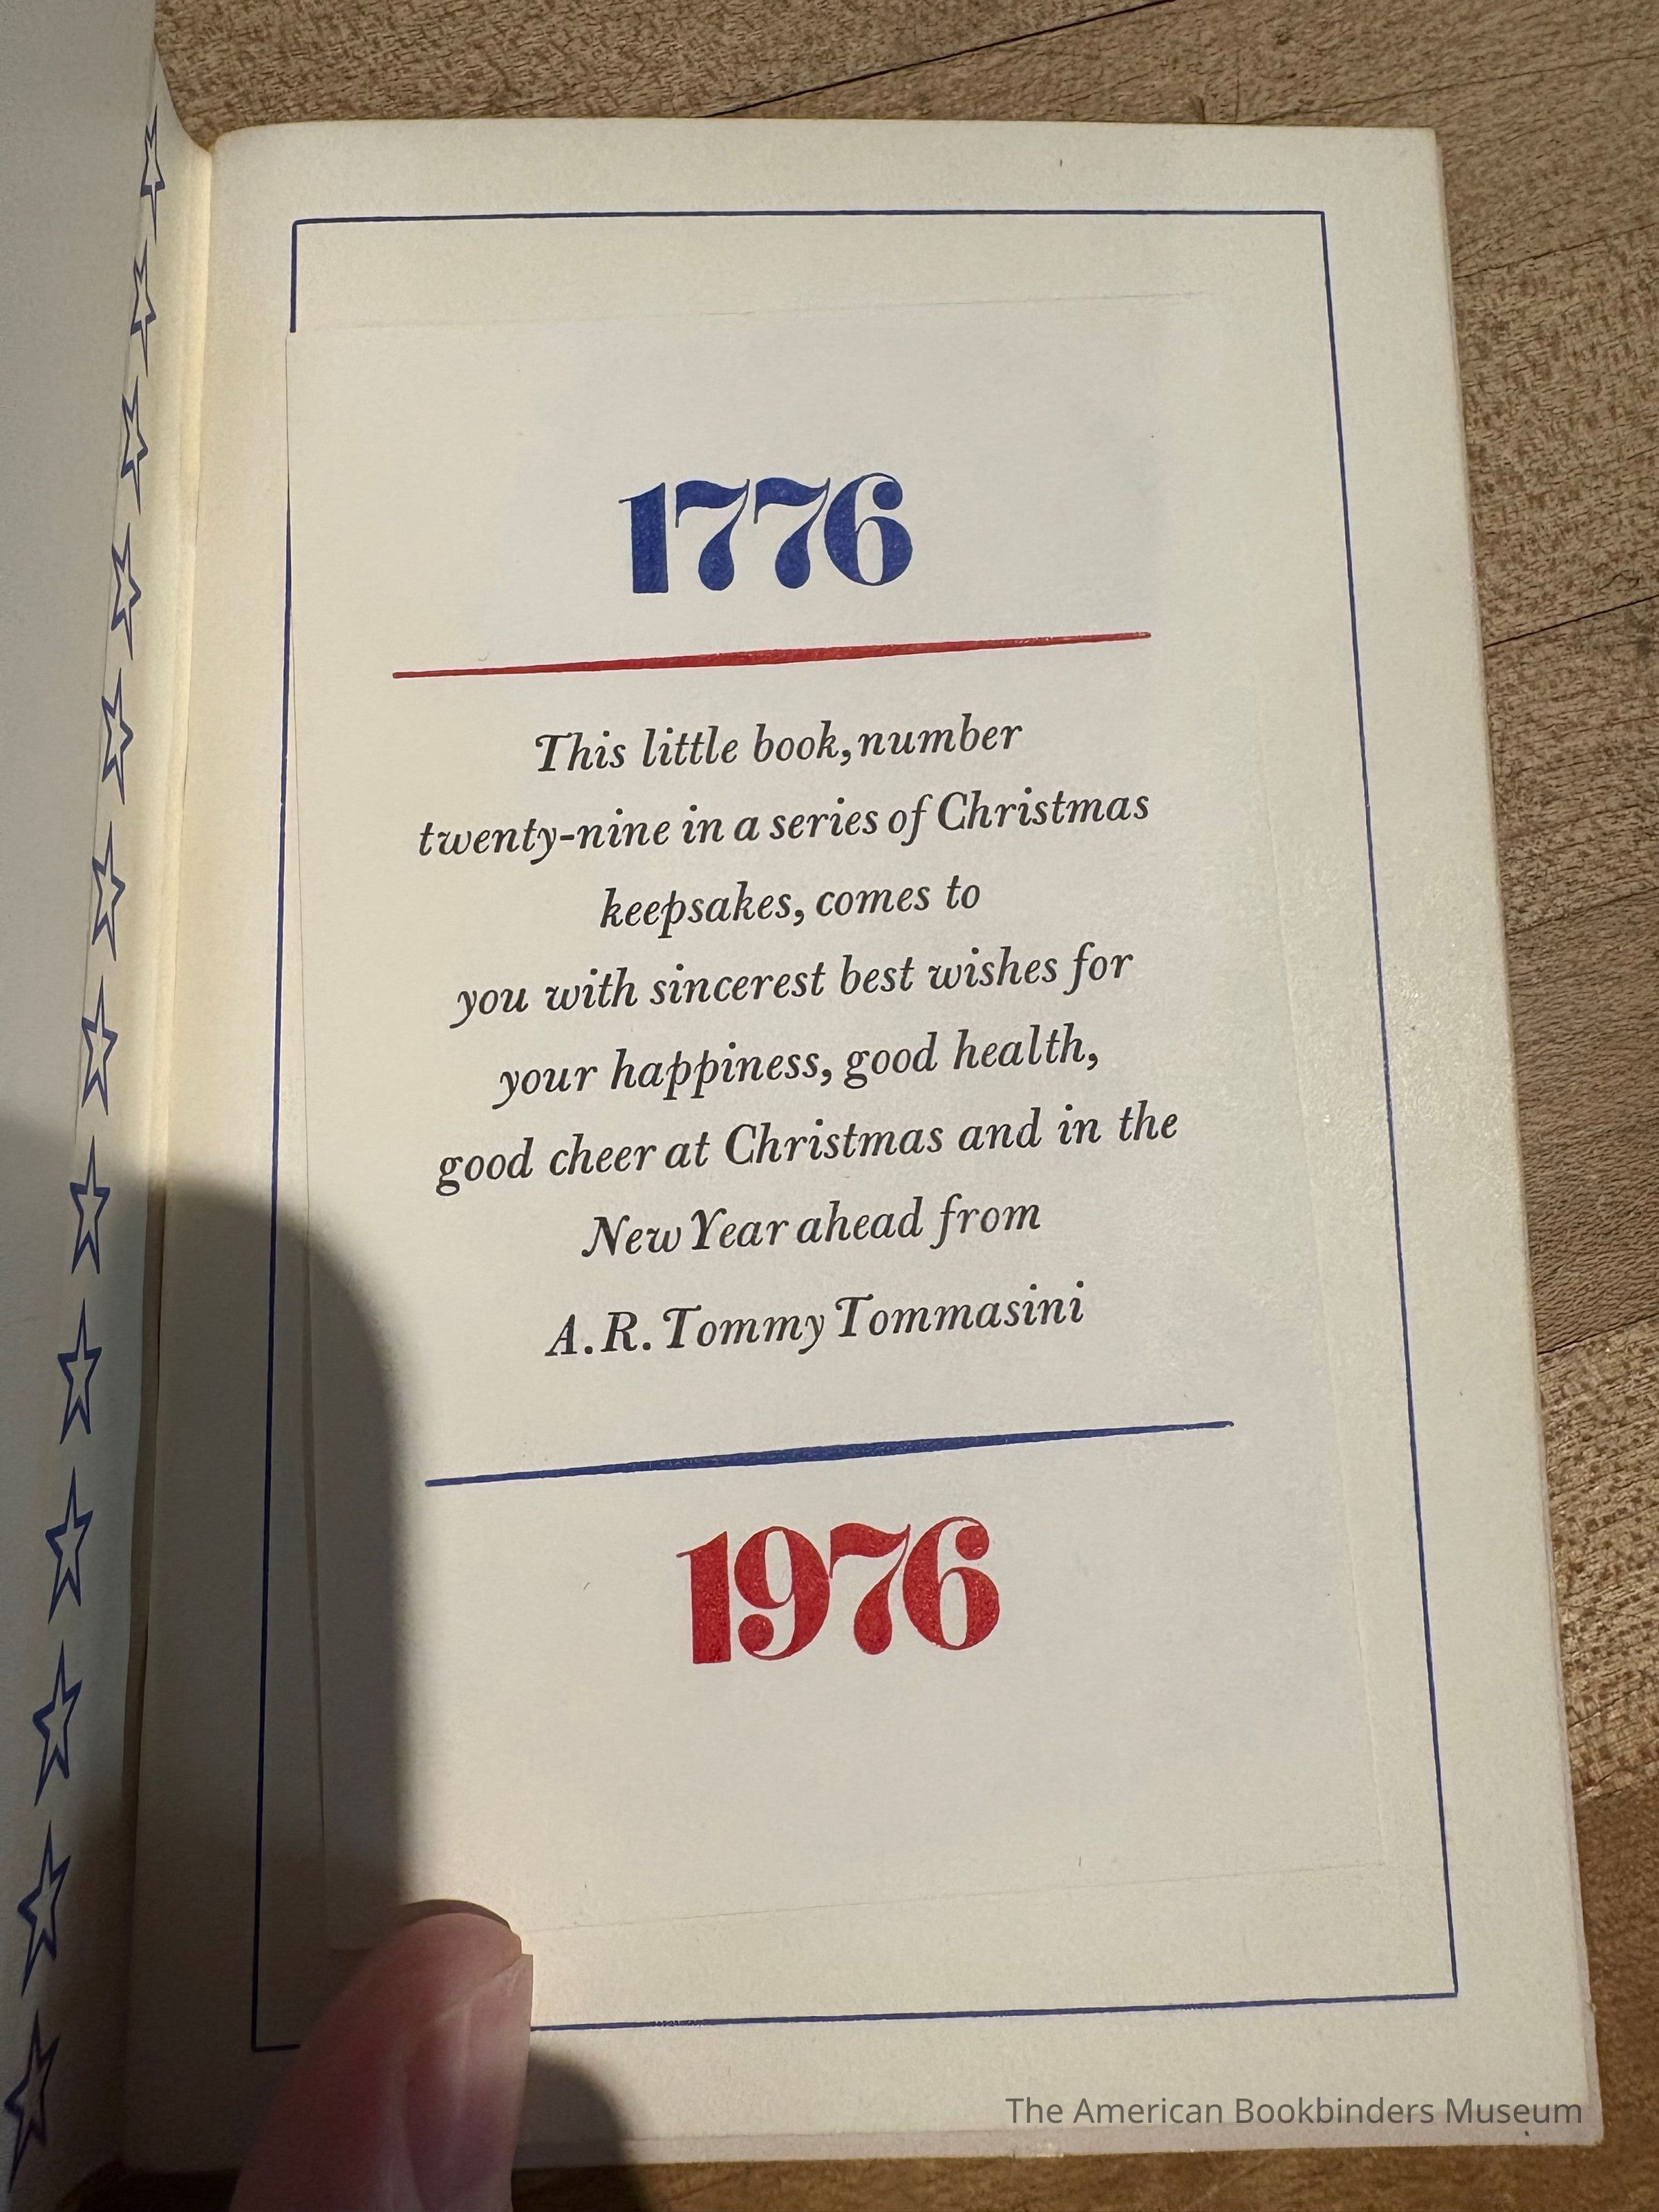 1776
This little book, number
twenty-nine in a series of Christmas
keepsakes, comes to
you with sincerest best wishes for
your happiness, good health,
good cheer at Christmas and in the
New Year ahead from
A. R. Tommy Tommasini
1976
The American Bookbinders Museum